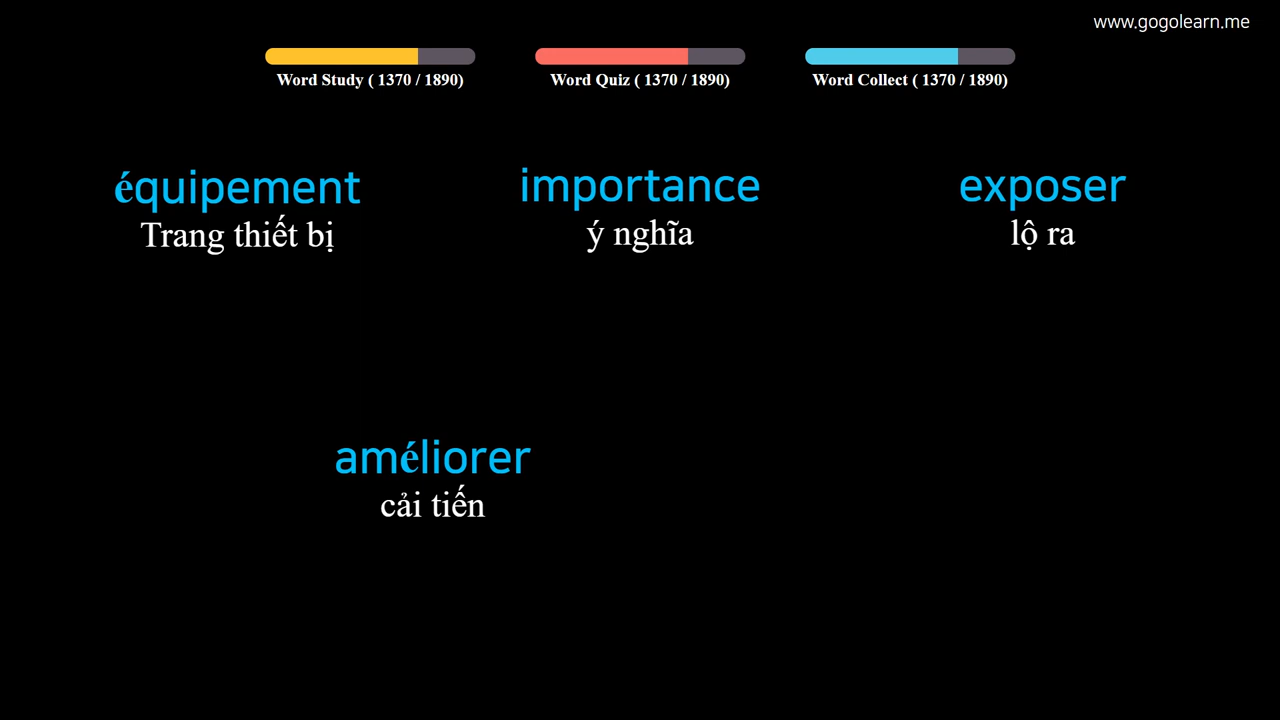 www.gogolearn.me
Word Study ( 1370 / 1890)
Word Quiz ( 1370 / 1890)
Word Collect ( 1370 / 1890)
équipement
Trang thiết bị
importance
ý nghĩa
exposer
lộ ra
améliorer
cải tiến